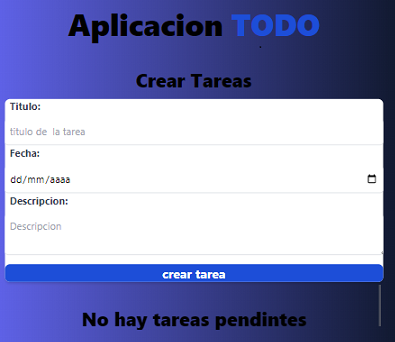 Aplicacion TODO
Crear Tareas
Titulo:
titulo de la tarea
Fecha:
dd/mm/aaaa
Descripcion:
Descripcion
crear tarea
No hay tareas pendintes